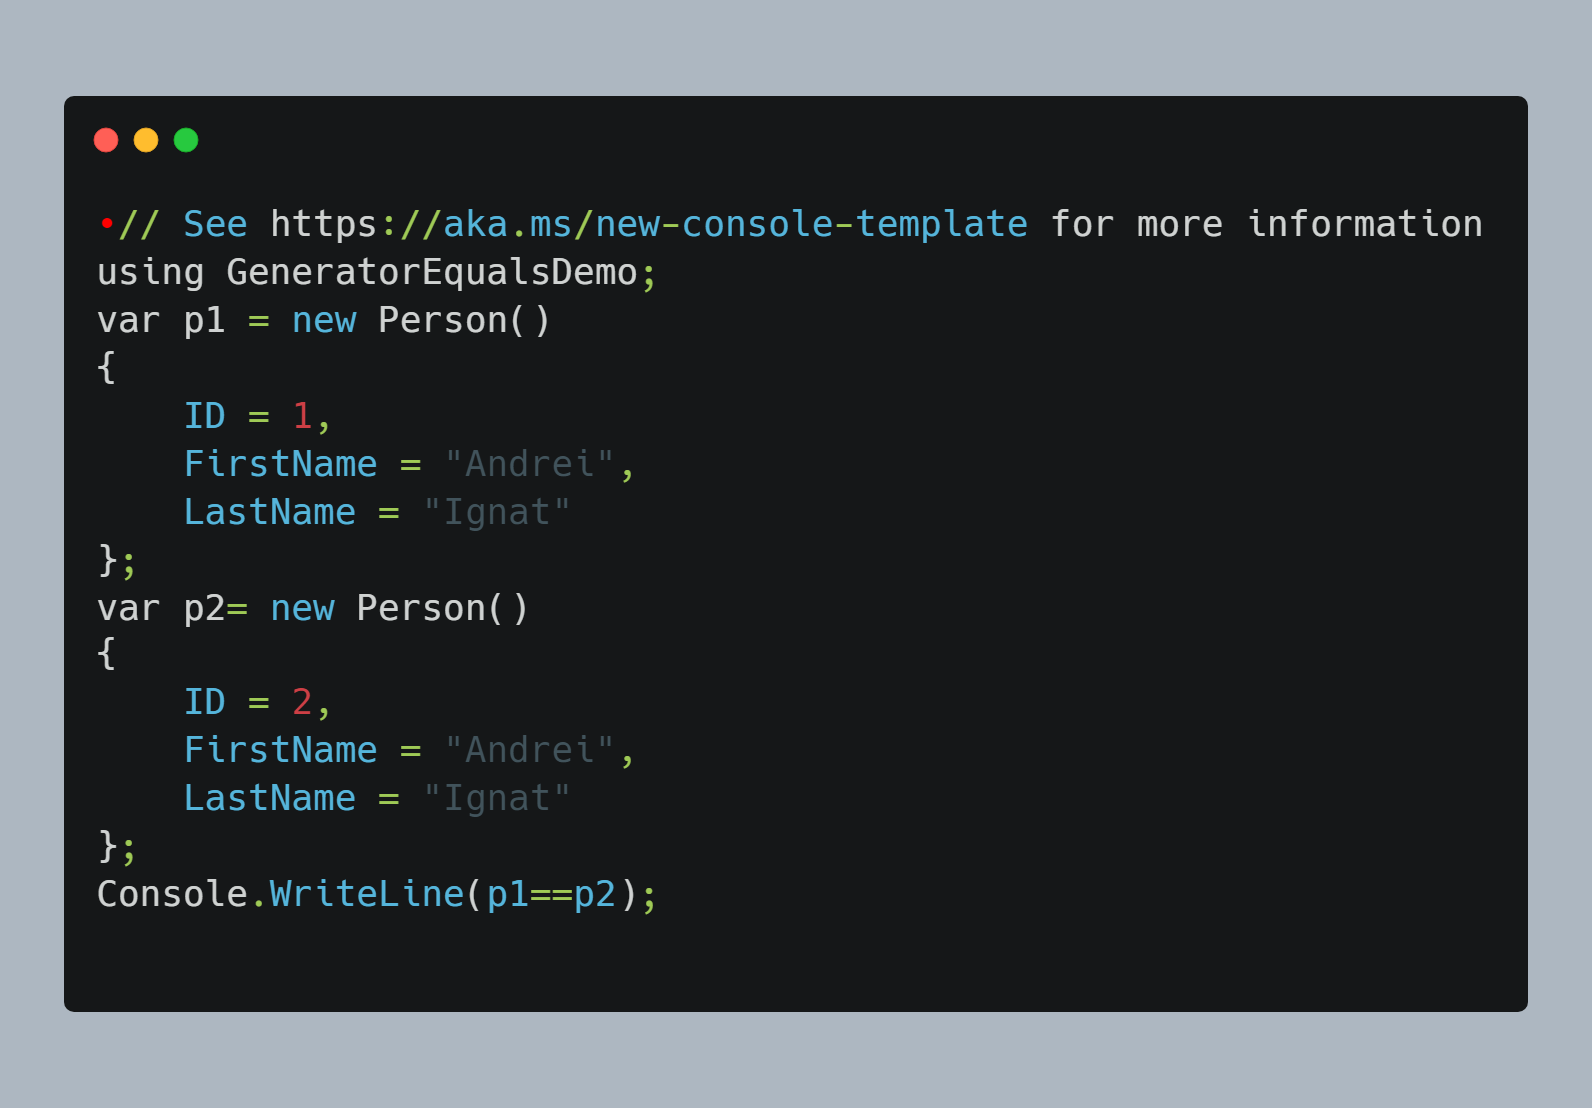 •// See https://aka.ms/new-console-template for more information
using GeneratorEqualsDemo;
var p1 = new Person()
{
    ID = 1,
    FirstName = "Andrei",
    LastName = "Ignat"
};
var p2= new Person()
{
    ID = 2,
    FirstName = "Andrei",
    LastName = "Ignat"
};
Console.WriteLine(p1==p2);